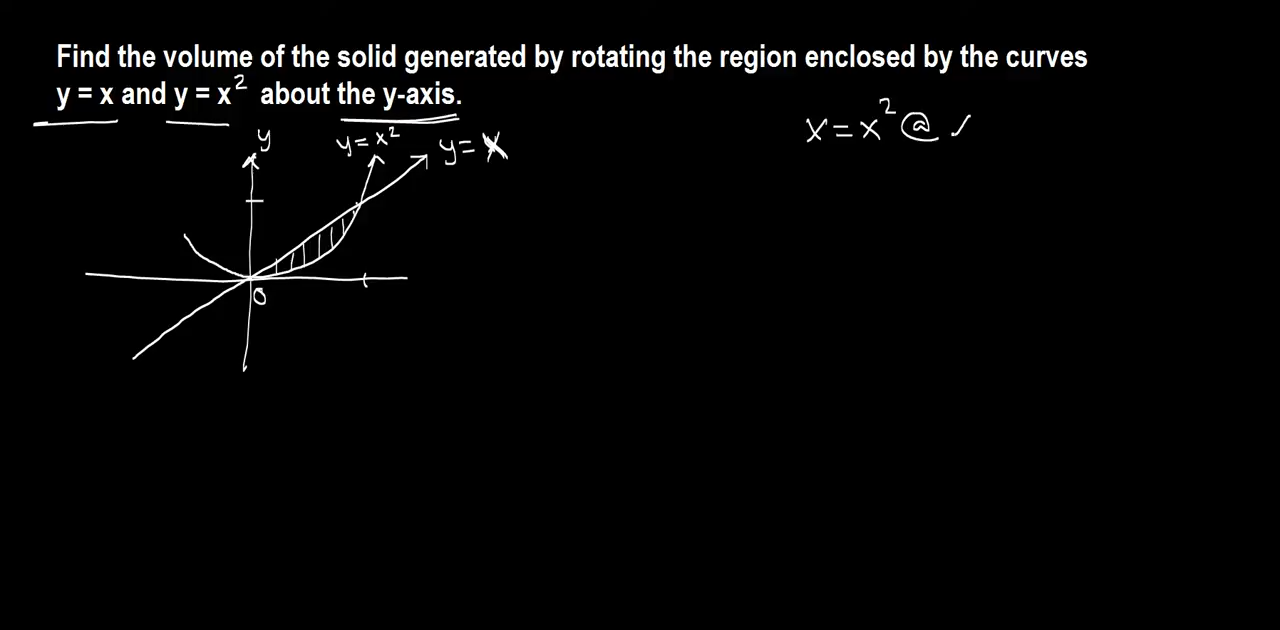 Find the volume of the solid generated by rotating the region enclosed by the curves
y = x and y = x² about the y-axis.
x = x² @
y
y = x²
y = x
0